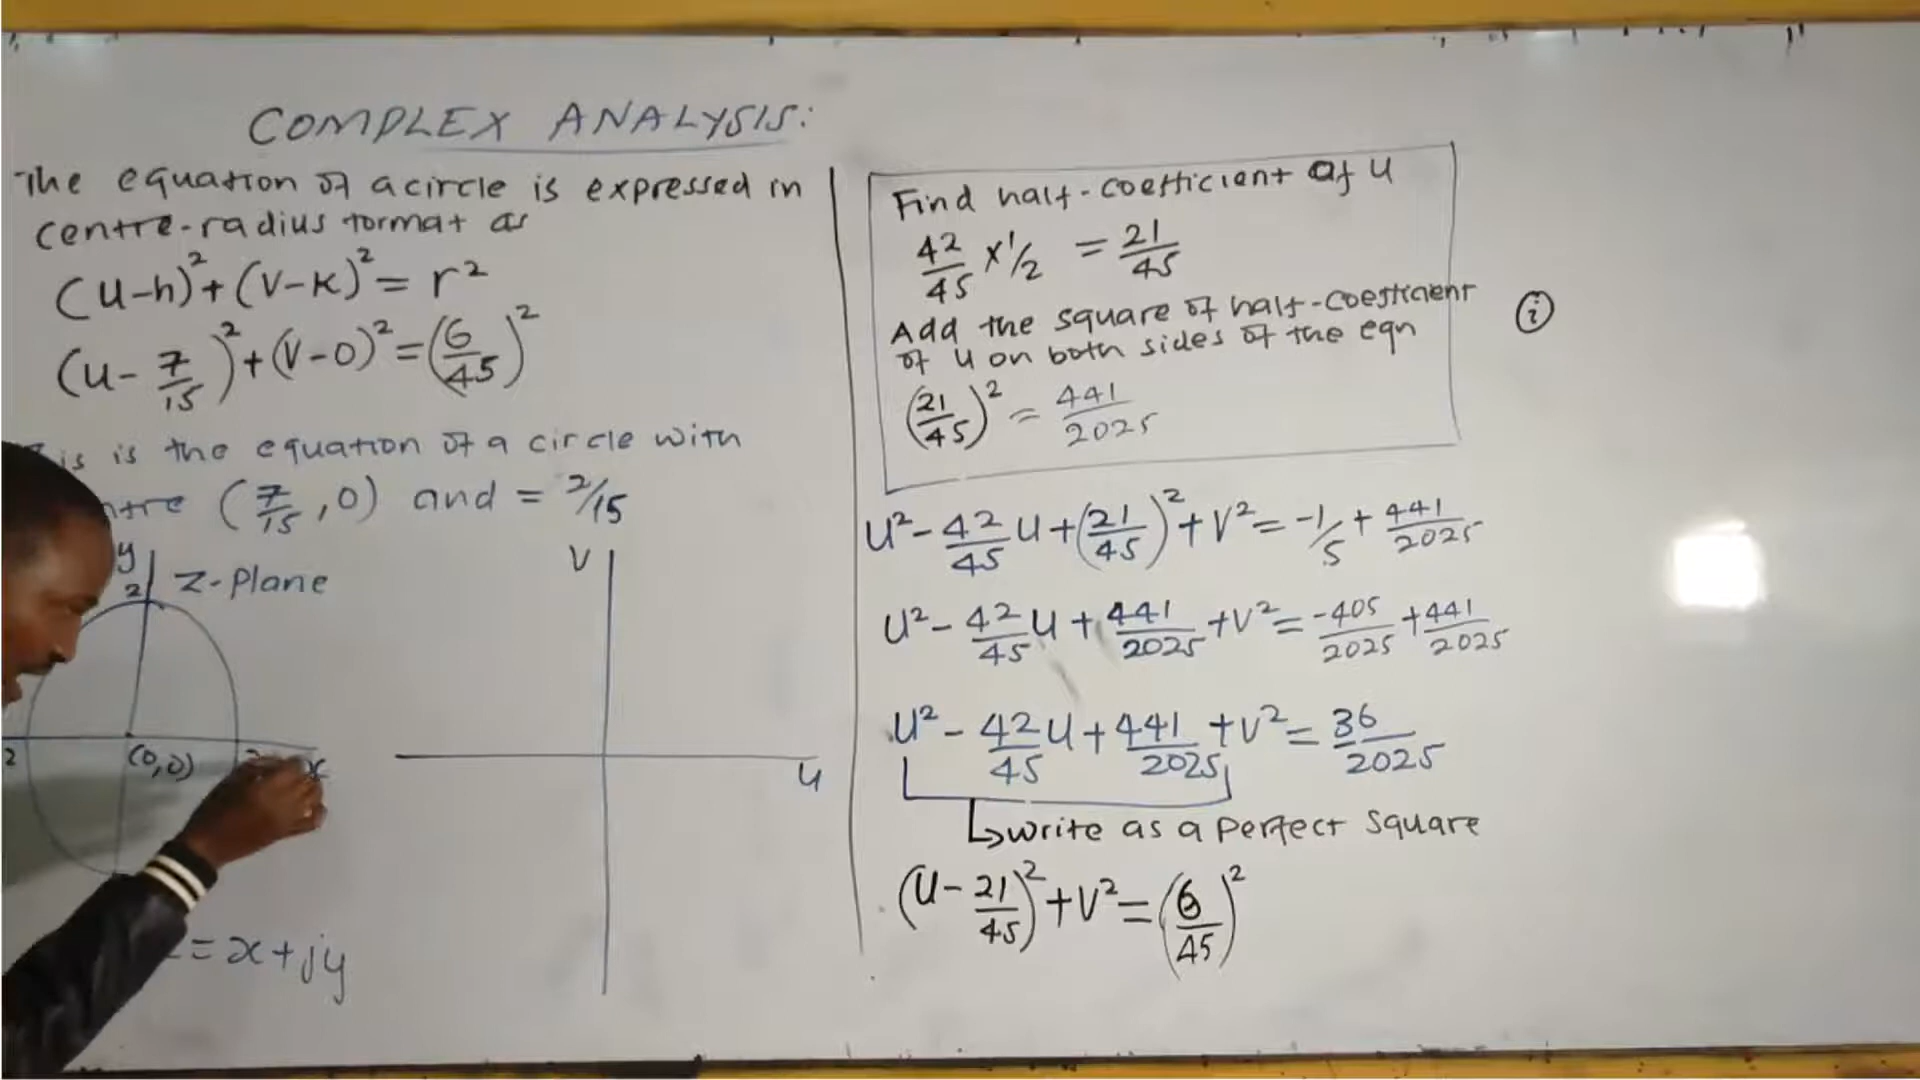 COMPLEX ANALYSIS:
The equation of a circle is expressed in
centre-radius format as
(u-h)²+(v-k)²= r²
(u- 7/15)²+(v-0)²=(6/45)²
is is the equation of a circle with
ntre (7/15,0) and = 2/15
y
2
Z-plane
2
(0,0)
= x+jy
V
u
Find half-coefficient of u
42/45 x 1/2 = 21/45
Add the square of half-coefficient
of u on both sides of the eqn
(21/45)² = 441/2025
i
u²- 42/45 u+(21/45)²+v²= -1/5 + 441/2025
u²- 42/45 u + 441/2025 +v²= -405/2025 + 441/2025
u² - 42/45 u + 441/2025 +v² = 36/2025
write as a perfect square
(u- 21/45)²+v²=(6/45)²